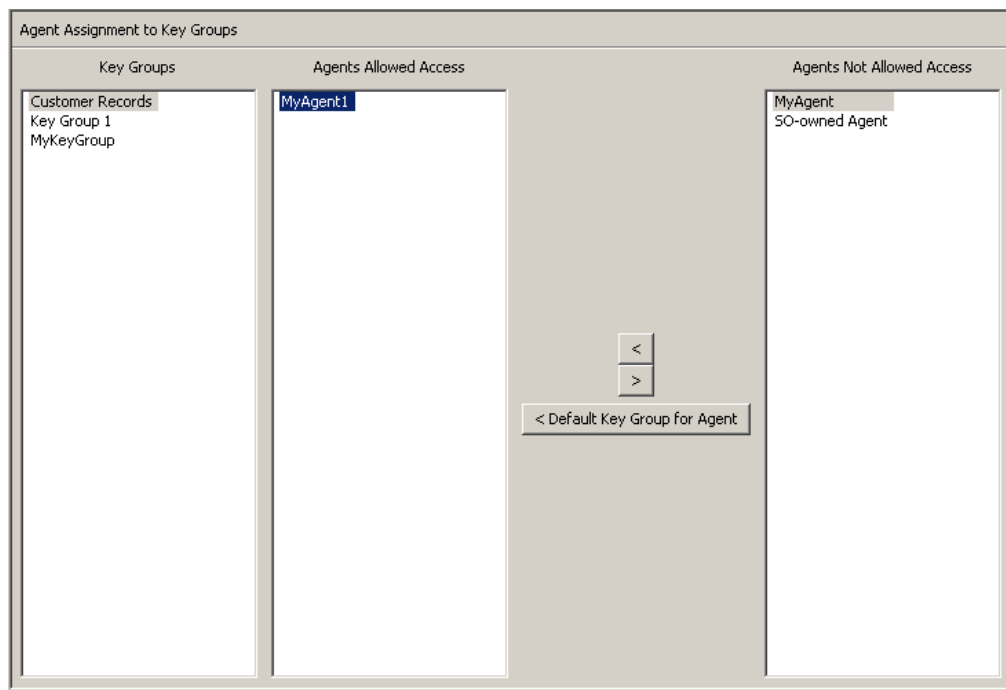 Agent Assignment to Key Groups
Key Groups
Agents Allowed Access
Agents Not Allowed Access
Customer Records
Key Group 1
MyKeyGroup
MyAgent1
MyAgent
SO-owned Agent
<
>
< Default Key Group for Agent